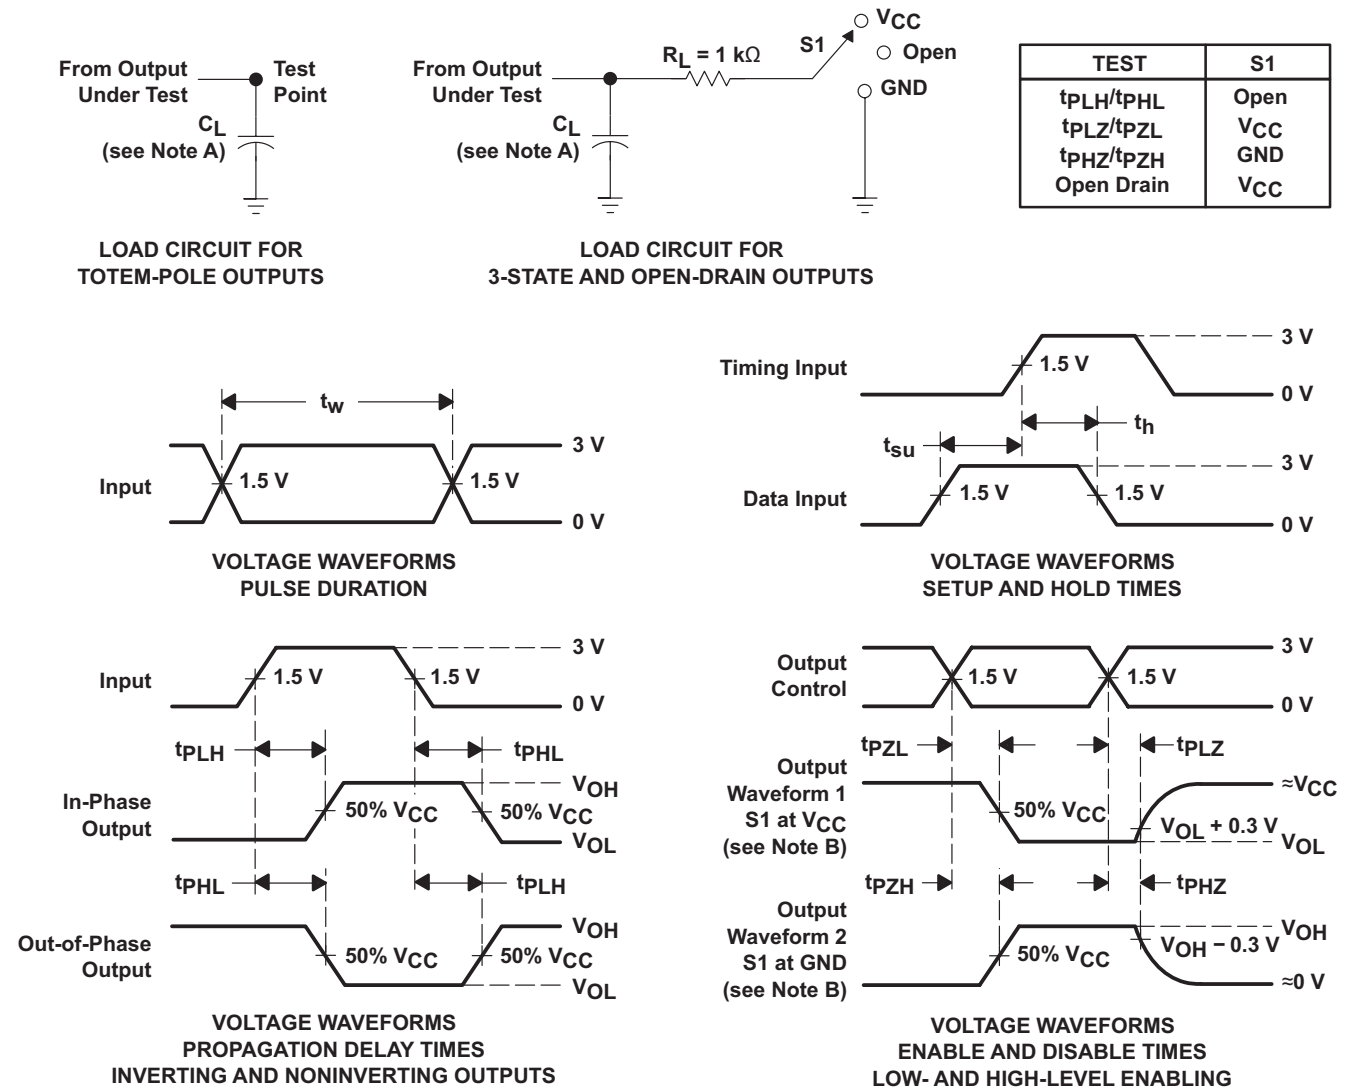 From Output
Under Test
Test
Point
CL
(see Note A)
LOAD CIRCUIT FOR
TOTEM-POLE OUTPUTS
From Output
Under Test
RL = 1 kΩ
S1
VCC
Open
GND
CL
(see Note A)
LOAD CIRCUIT FOR
3-STATE AND OPEN-DRAIN OUTPUTS
TEST S1
tPLH/tPHL Open
tPLZ/tPZL VCC
tPHZ/tPZH GND
Open Drain VCC
tw
Input
1.5 V
1.5 V
3 V
0 V
VOLTAGE WAVEFORMS
PULSE DURATION
Timing Input
1.5 V
3 V
0 V
tsu
th
Data Input
1.5 V
1.5 V
3 V
0 V
VOLTAGE WAVEFORMS
SETUP AND HOLD TIMES
Input
1.5 V
1.5 V
3 V
0 V
tPLH
tPHL
In-Phase
Output
50% VCC
50% VCC
VOH
VOL
tPHL
tPLH
Out-of-Phase
Output
50% VCC
50% VCC
VOH
VOL
VOLTAGE WAVEFORMS
PROPAGATION DELAY TIMES
INVERTING AND NONINVERTING OUTPUTS
Output
Control
1.5 V
1.5 V
3 V
0 V
tPZL
tPLZ
Output
Waveform 1
S1 at VCC
(see Note B)
50% VCC
VOL + 0.3 V
≈VCC
VOL
tPZH
tPHZ
Output
Waveform 2
S1 at GND
(see Note B)
50% VCC
VOH − 0.3 V
VOH
≈0 V
VOLTAGE WAVEFORMS
ENABLE AND DISABLE TIMES
LOW- AND HIGH-LEVEL ENABLING